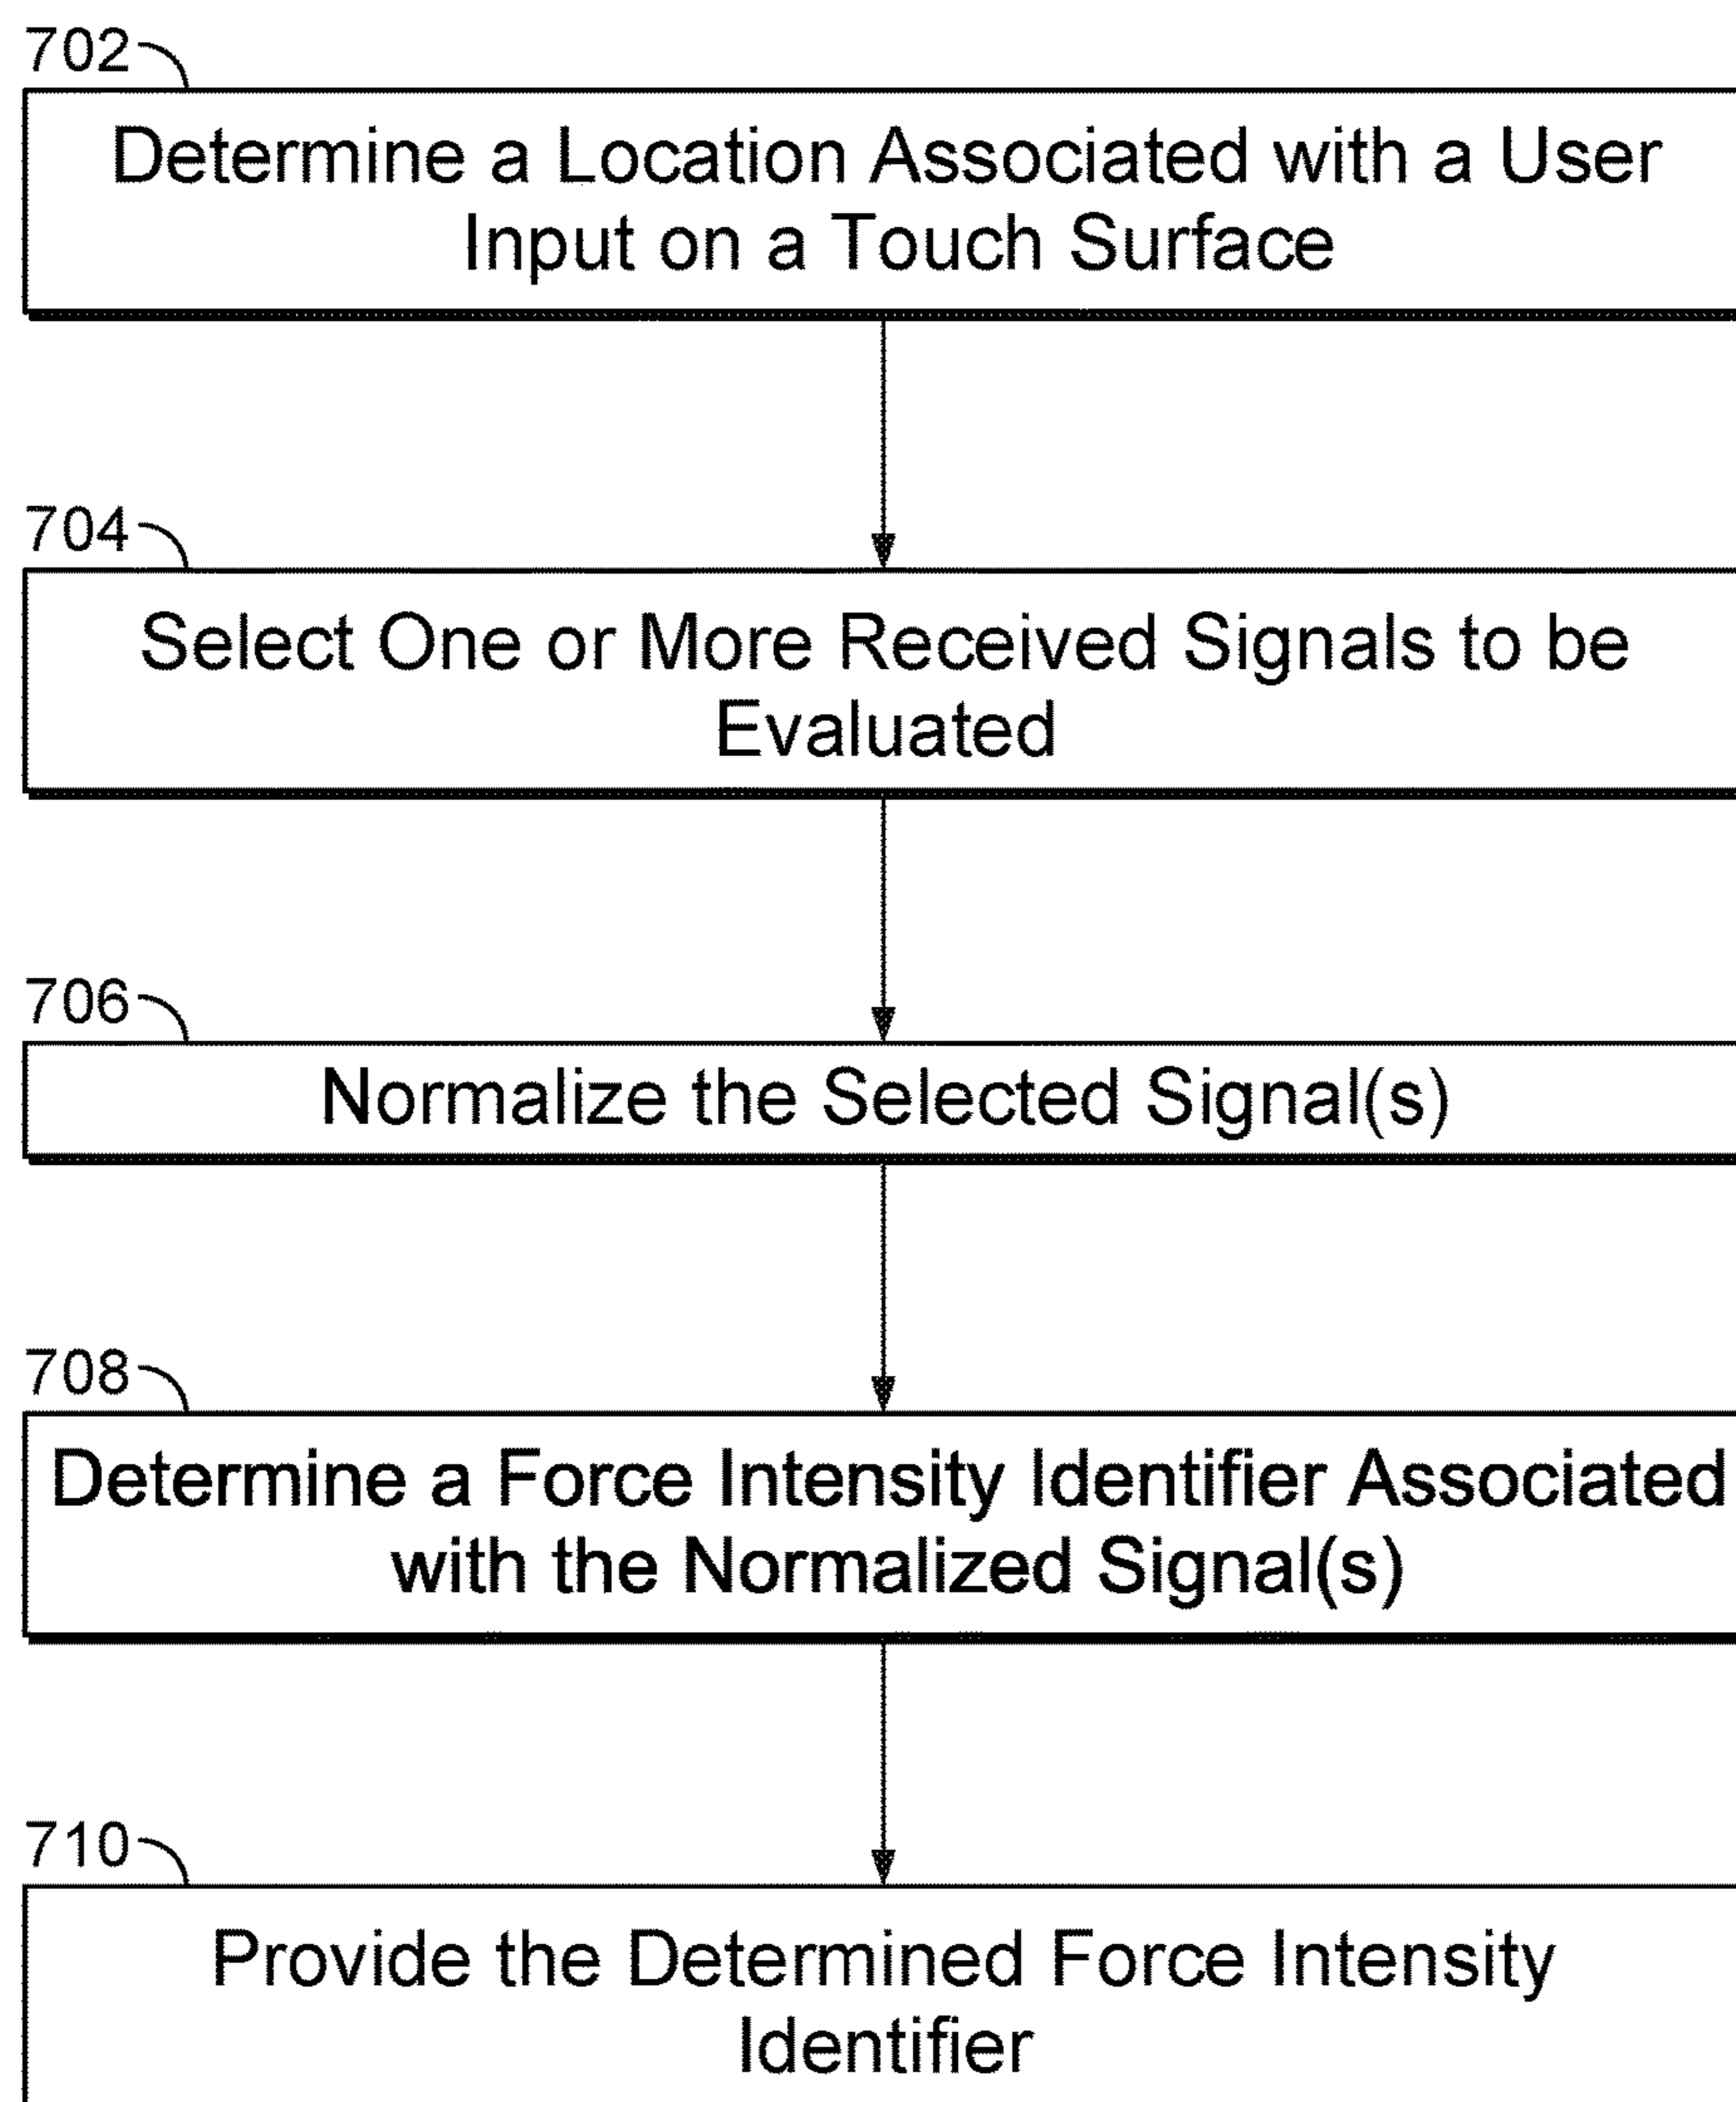 702
Determine a Location Associated with a User
Input on a Touch Surface
704
Select One or More Received Signals to be
Evaluated
706
Normalize the Selected Signal(s)
708
Determine a Force Intensity Identifier Associated
with the Normalized Signal(s)
710
Provide the Determined Force Intensity
Identifier